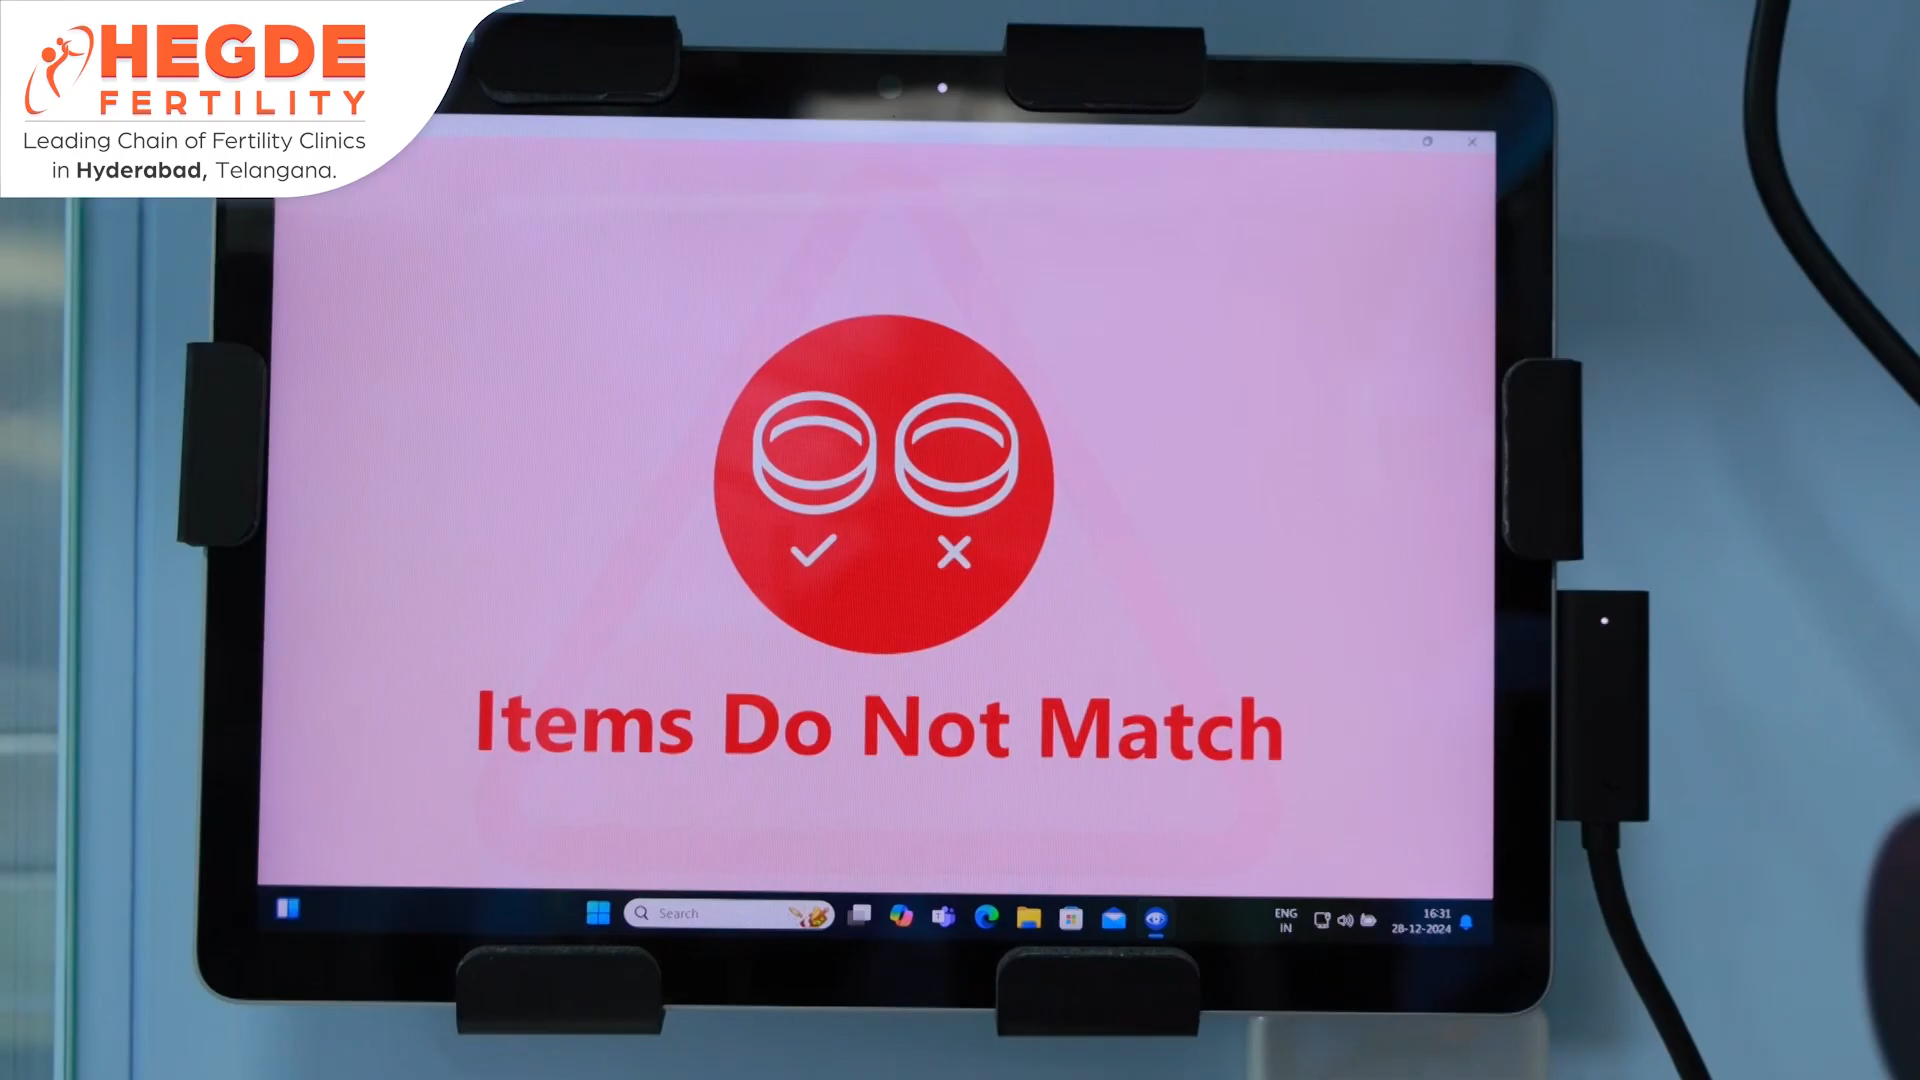 HEGDE
FERTILITY
Leading Chain of Fertility Clinics
in Hyderabad, Telangana.
Items Do Not Match
Search
ENG
IN
16:31
28-12-2024